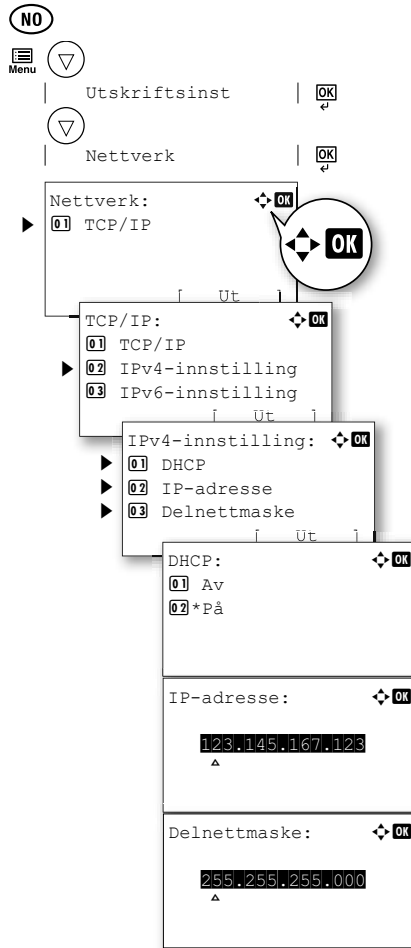 NO
Menu
Utskriftsinst OK
Nettverk OK
Nettverk: OK
01 TCP/IP
OK
[ Ut ]
TCP/IP: OK
01 TCP/IP
02 IPv4-innstilling
03 IPv6-innstilling
[ Ut ]
IPv4-innstilling: OK
01 DHCP
02 IP-adresse
03 Delnettmaske
[ Ut ]
DHCP: OK
01 Av
02 *På
IP-adresse: OK
123.145.167.123
Delnettmaske: OK
255.255.255.000